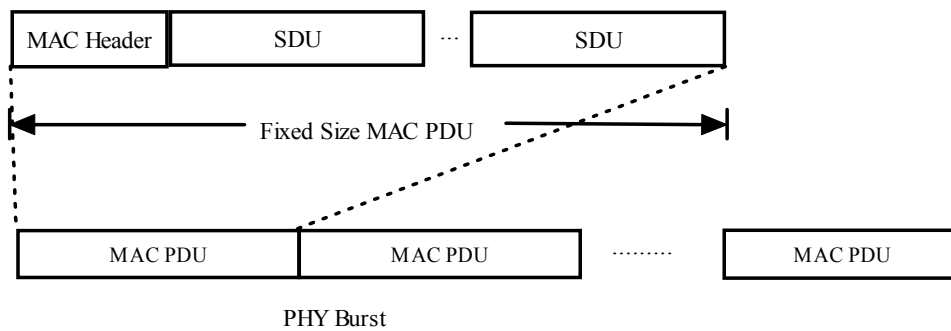 MAC Header SDU ... SDU
Fixed Size MAC PDU
MAC PDU MAC PDU ......... MAC PDU
PHY Burst